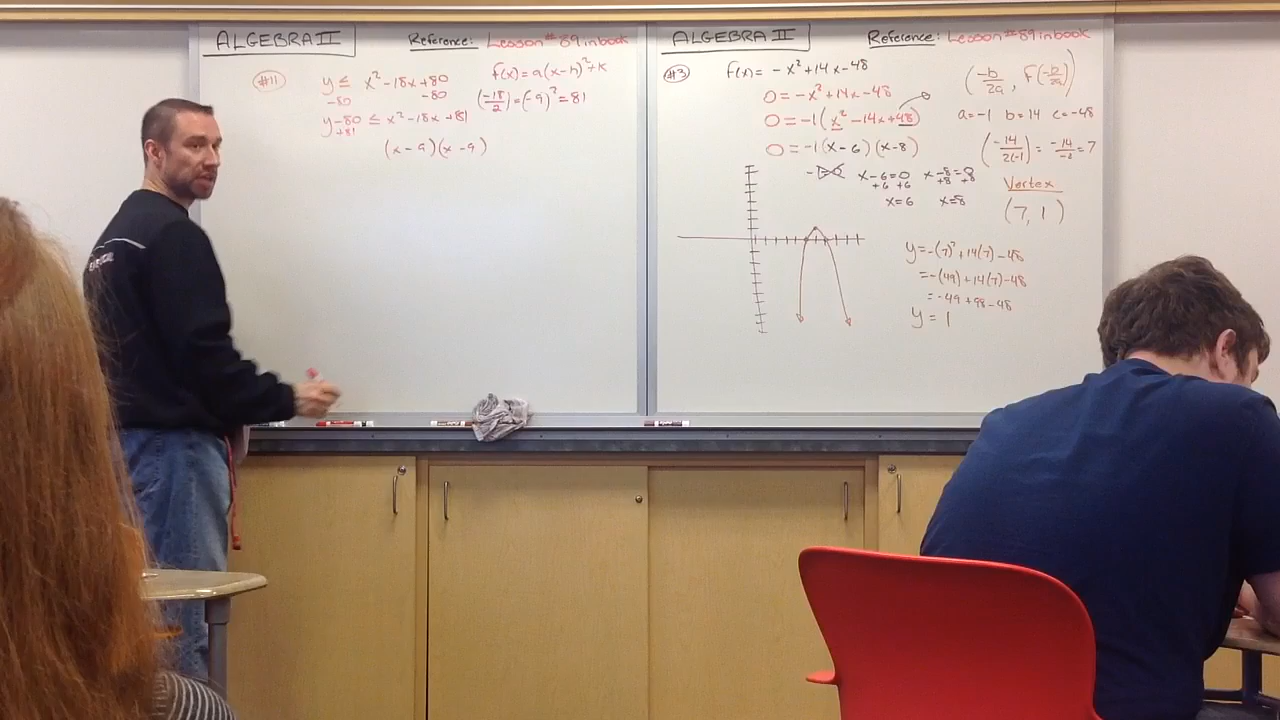 ALGEBRA II Reference: Lesson #89 in book
#11
y ≤ x² - 18x + 80
-80 -80
y - 80 ≤ x² - 18x + 81
+81
(x - 9)(x - 9)
f(x) = a(x - h)² + k
(-18/2) = (-9)² = 81
ALGEBRA II Reference: Lesson #89 in book
#3
f(x) = -x² + 14x - 48
0 = -x² + 14x - 48
0 = -1(x² - 14x + 48)
0 = -1(x - 6)(x - 8)
x - 6 = 0 x - 8 = 0
+6 +6 +8 +8
x = 6 x = 8
(-b/2a, f(-b/2a))
a = -1 b = 14 c = -48
(-14/2(-1)) = -14/-2 = 7
Vertex
(7, 1)
y = -(7)² + 14(7) - 48
= -(49) + 14(7) - 48
= -49 + 98 - 48
y = 1